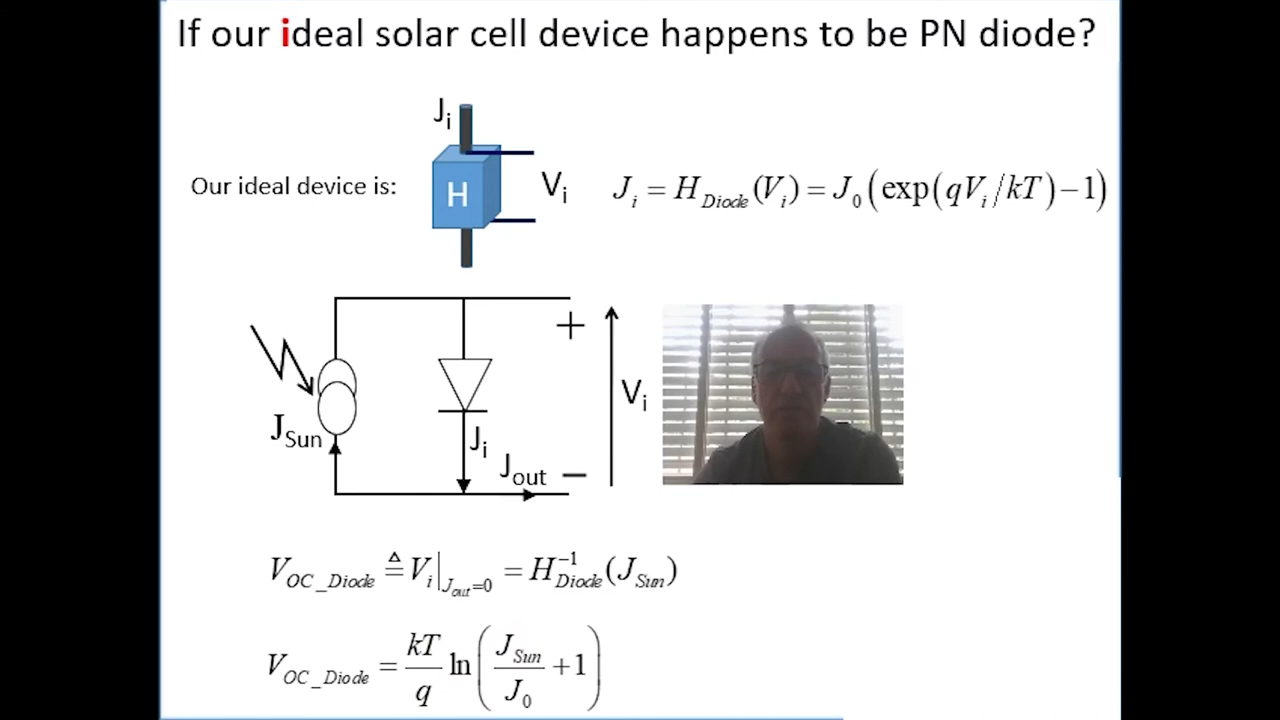 If our ideal solar cell device happens to be PN diode?
J_i
Our ideal device is:
H
V_i
J_i = H_Diode(V_i) = J_0(exp(qV_i/kT)−1)
+
V_i
J_Sun
J_i
J_out
−
V_OC_Diode ≜ V_i|_J_out=0 = H_Diode^−1(J_Sun)
V_OC_Diode = kT/q ln(J_Sun/J_0 +1)